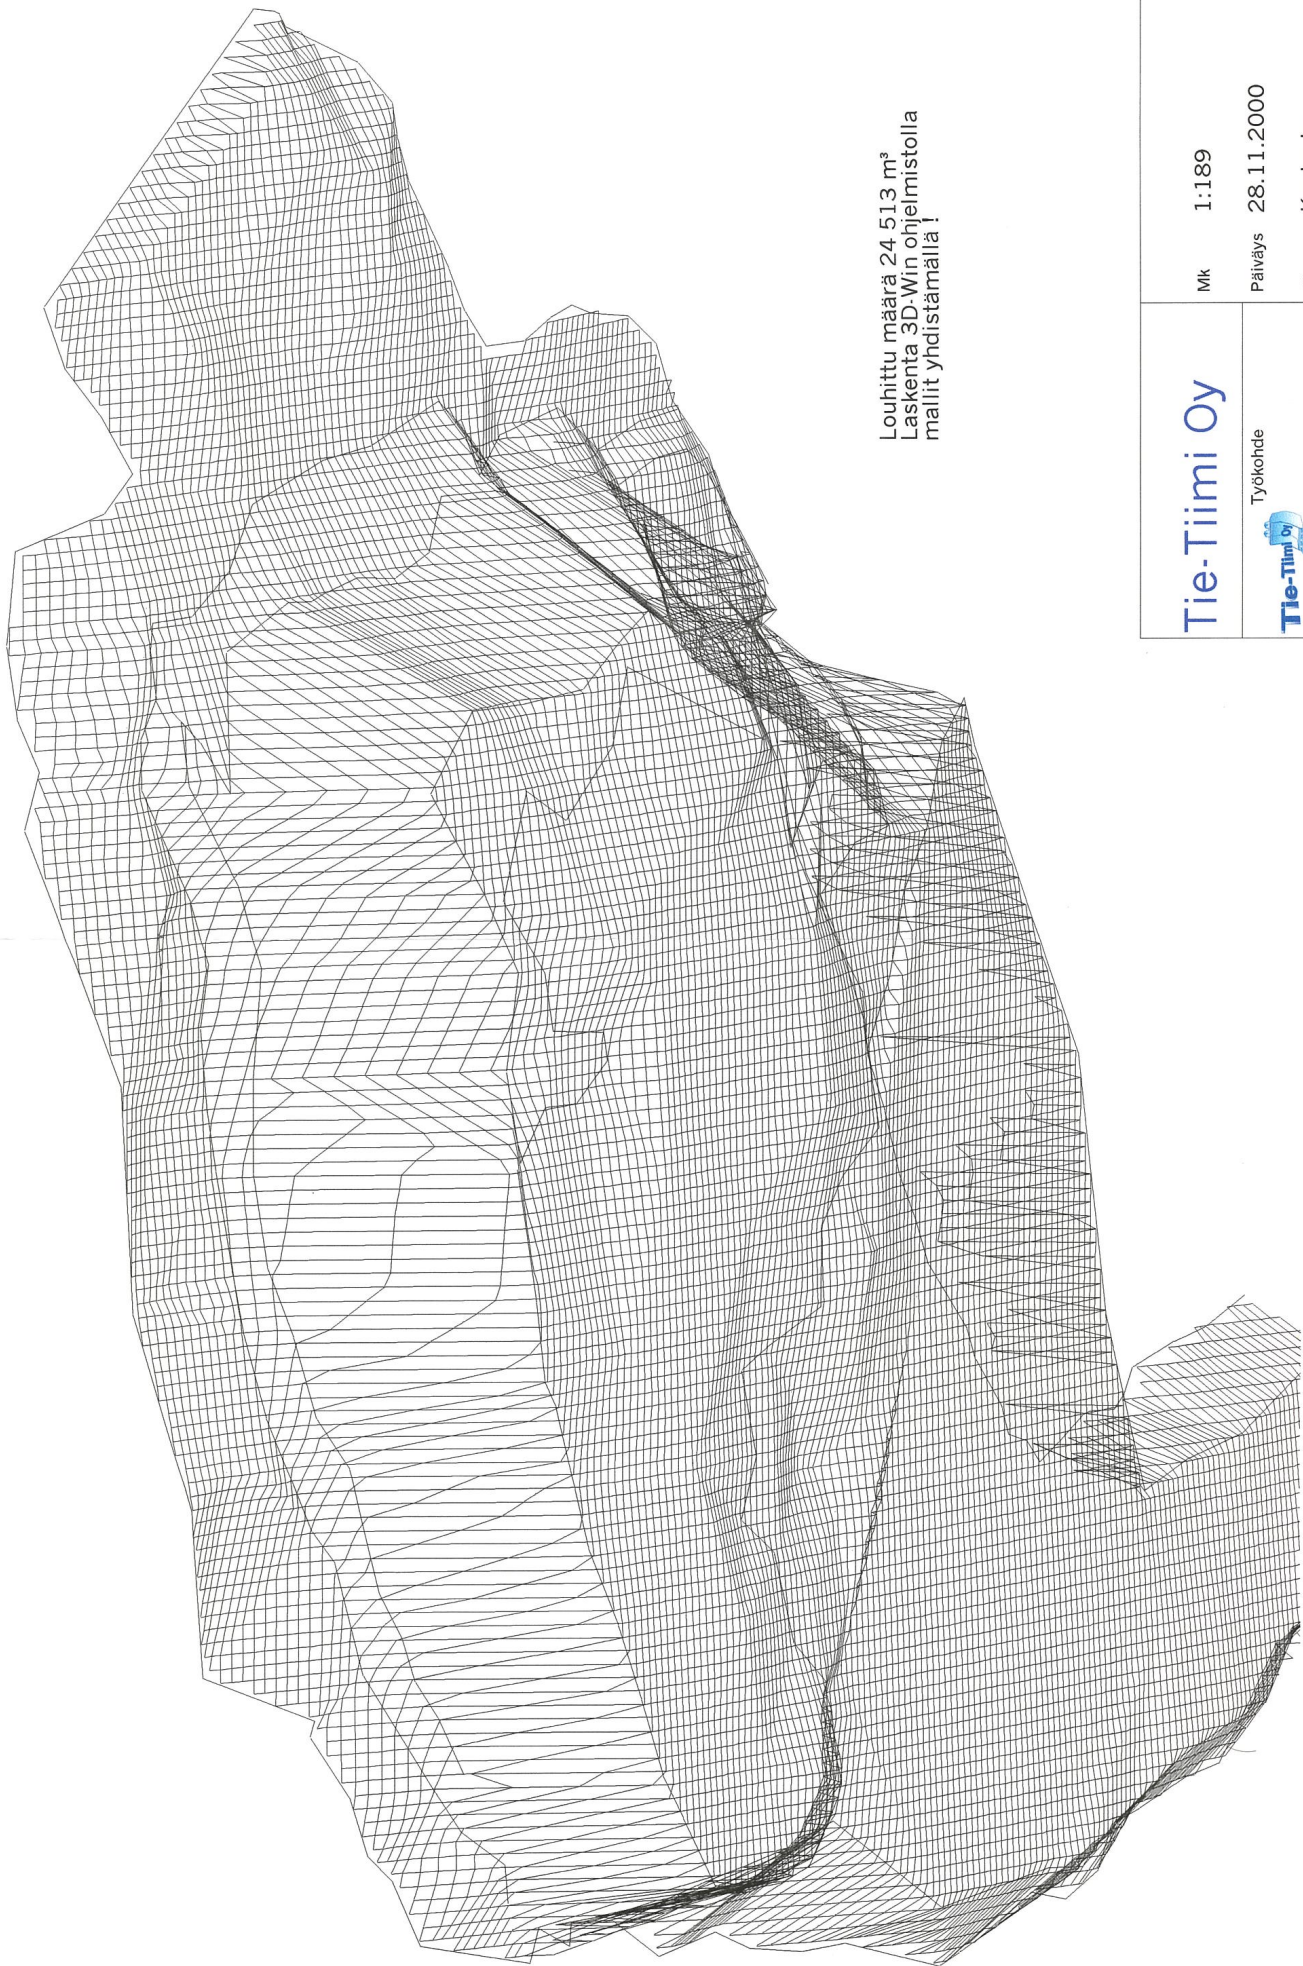 Louhittu määrä 24 513 m³
Laskenta 3D-Win ohjelmistolla
mallit yhdistämällä !
Tie-Tiimi Oy
Mk 1:189
Työkohde
Päiväys 28.11.2000
Tie-Tiimi Oy